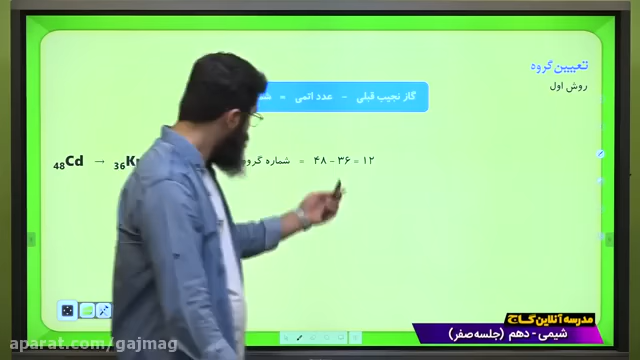 تعیین گروه
روش اول
گاز نجیب قبلی − عدد اتمی =
₄₈Cd → ₃₆
شماره گروه = ۴۸ − ۳۶ = ۱۲
مدرسه آنلاین گاج
شیمی - دهم (جلسه صفر)
aparat.com/gajmag